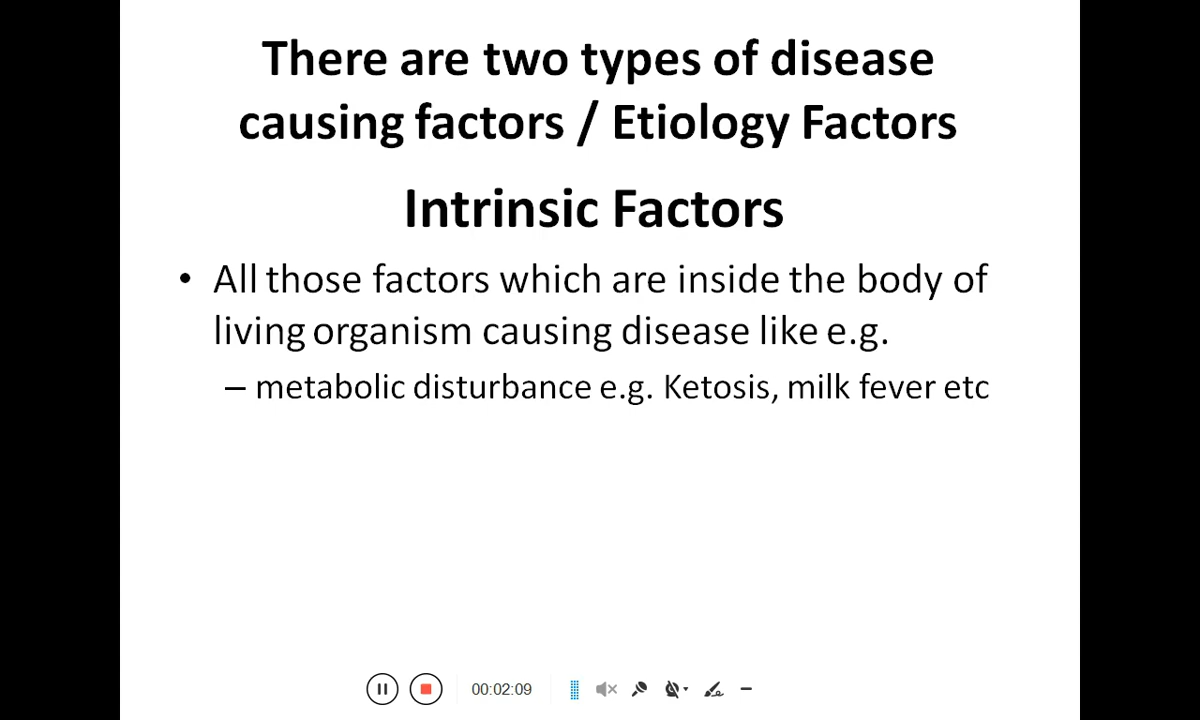 There are two types of disease
causing factors / Etiology Factors
Intrinsic Factors
• All those factors which are inside the body of
living organism causing disease like e.g.
– metabolic disturbance e.g. Ketosis, milk fever etc
00:02:09